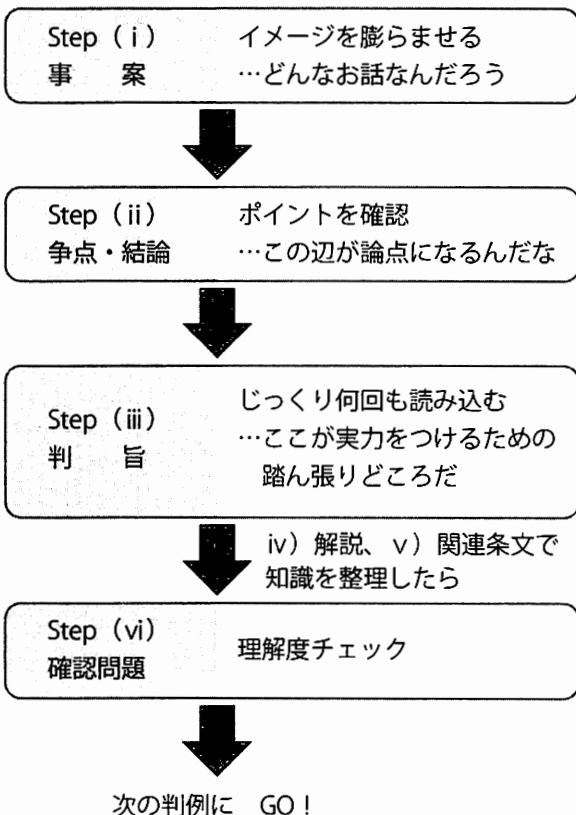 Step（ⅰ） イメージを膨らませる
事　　案 …どんなお話なんだろう
Step（ⅱ） ポイントを確認
争点・結論 …この辺が論点になるんだな
じっくり何回も読み込む
Step（ⅲ） …ここが実力をつけるための
判　　旨 踏ん張りどころだ
ⅳ）解説、ⅴ）関連条文で
知識を整理したら
Step（ⅵ） 理解度チェック
確認問題
次の判例に　GO！